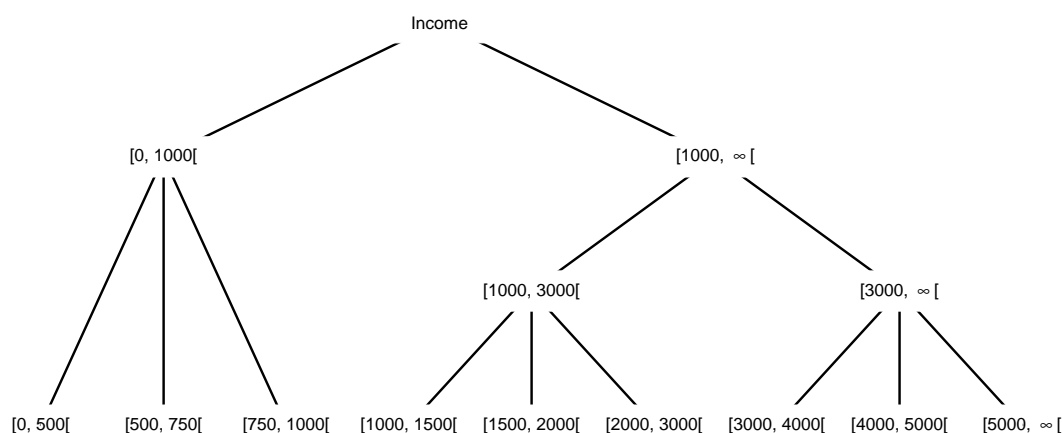 Income
[0, 1000[
[1000, ∞ [
[1000, 3000[
[3000, ∞ [
[0, 500[
[500, 750[
[750, 1000[
[1000, 1500[
[1500, 2000[
[2000, 3000[
[3000, 4000[
[4000, 5000[
[5000, ∞ [